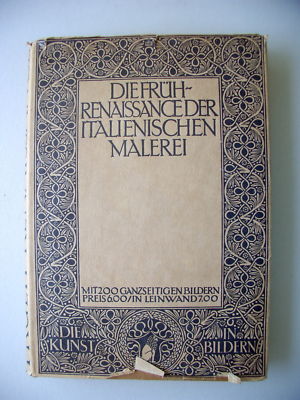 DIE FRÜH-
RENAISSANCE DER
ITALIENISCHEN
MALEREI
MIT 200 GANZSEITIGEN BILDERN
PREIS 6.00/IN LEINWAND 7.00
DIE IN
KUNST BILDERN